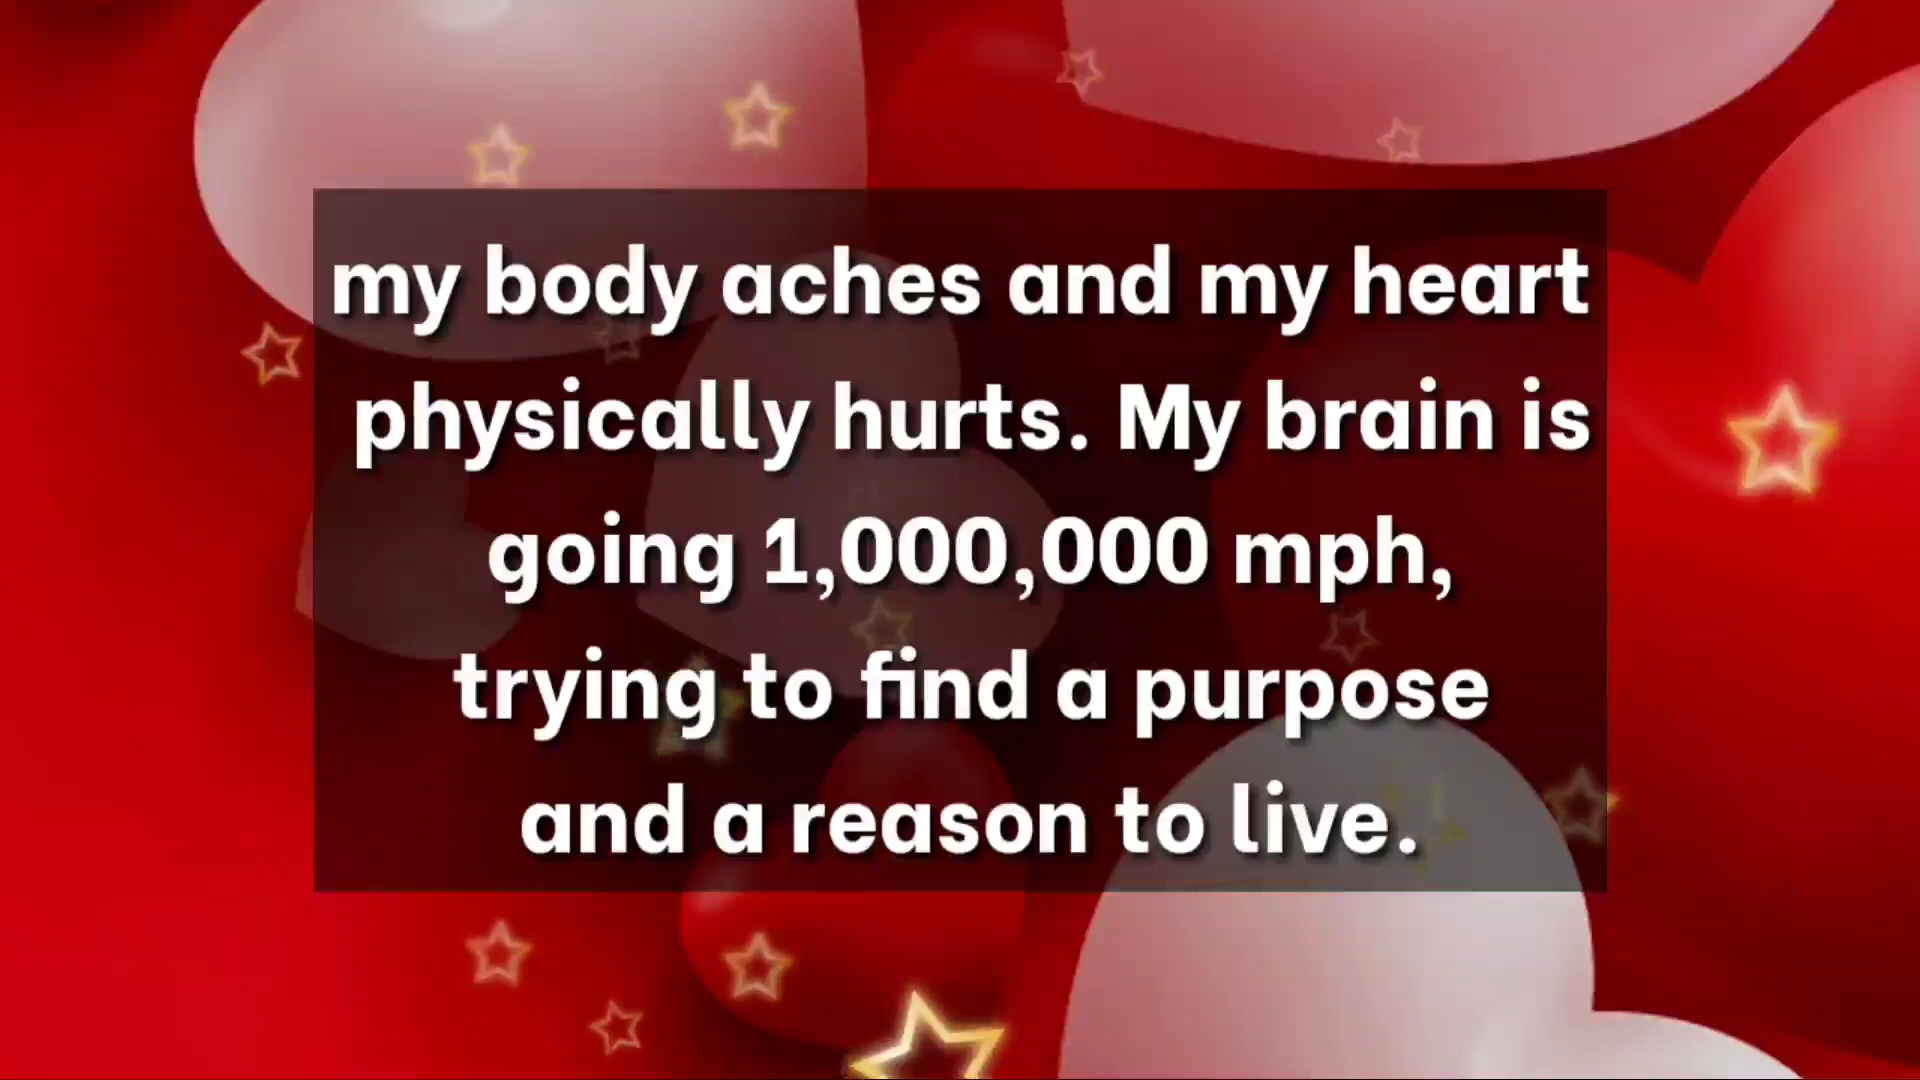 my body aches and my heart
physically hurts. My brain is
going 1,000,000 mph,
trying to find a purpose
and a reason to live.